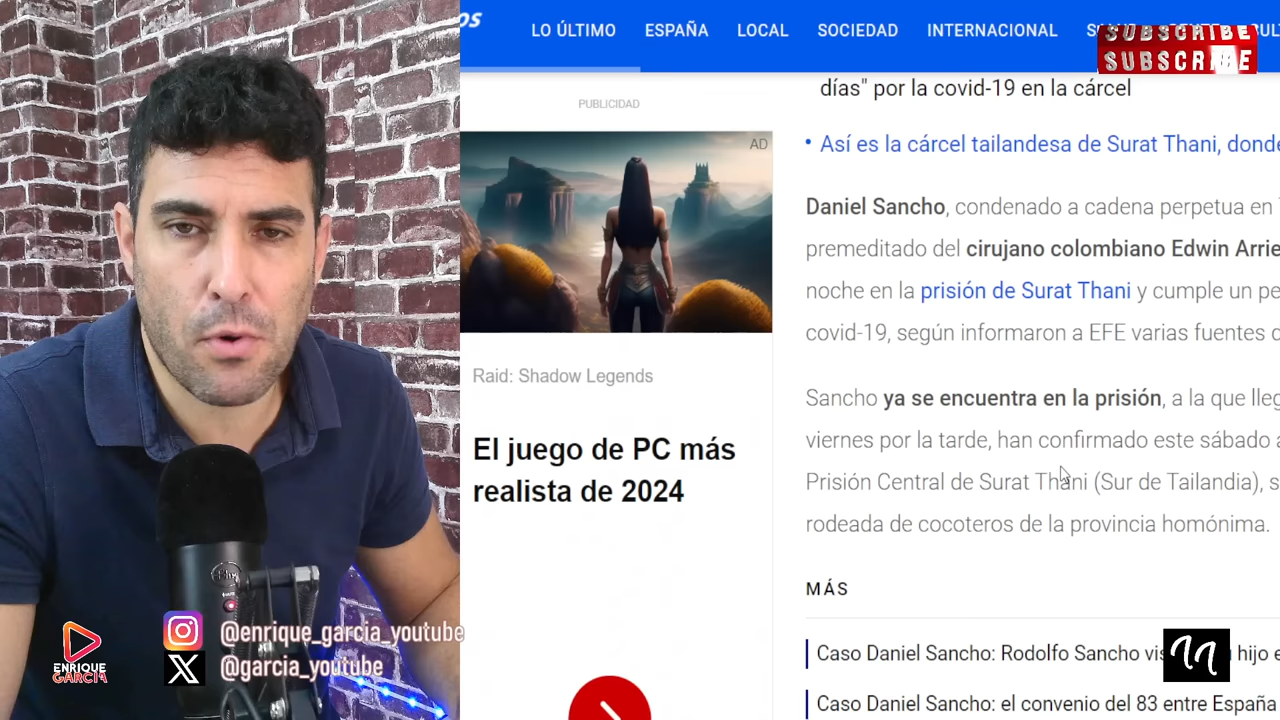 OS
LO ÚLTIMO ESPAÑA LOCAL SOCIEDAD INTERNACIONAL
SUBSCRIBE
SUBSCRIBE
PUBLICIDAD
AD
Raid: Shadow Legends
El juego de PC más
realista de 2024
días" por la covid-19 en la cárcel
• Así es la cárcel tailandesa de Surat Thani, donde
Daniel Sancho, condenado a cadena perpetua en
premeditado del cirujano colombiano Edwin Arrie
noche en la prisión de Surat Thani y cumple un pe
covid-19, según informaron a EFE varias fuentes d
Sancho ya se encuentra en la prisión, a la que lleg
viernes por la tarde, han confirmado este sábado a
Prisión Central de Surat Thani (Sur de Tailandia), s
rodeada de cocoteros de la provincia homónima.
MÁS
Caso Daniel Sancho: Rodolfo Sancho hijo e
Caso Daniel Sancho: el convenio del 83 entre España
ENRIQUE
GARCIA
@enrique_garcia_youtube
@garcia_youtube